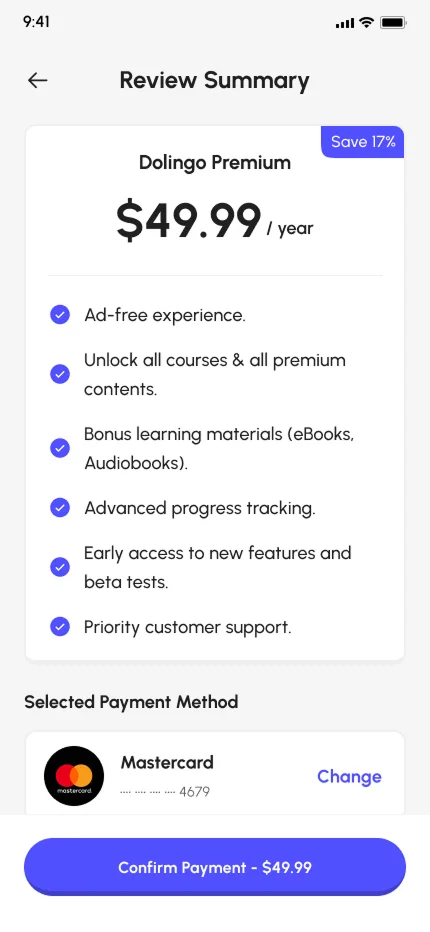 9:41
Review Summary
Save 17%
Dolingo Premium
$49.99 / year
Ad-free experience.
Unlock all courses & all premium
contents.
Bonus learning materials (eBooks,
Audiobooks).
Advanced progress tracking.
Early access to new features and
beta tests.
Priority customer support.
Selected Payment Method
mastercard
Mastercard
···· ···· ···· ···· 4679
Change
Confirm Payment - $49.99